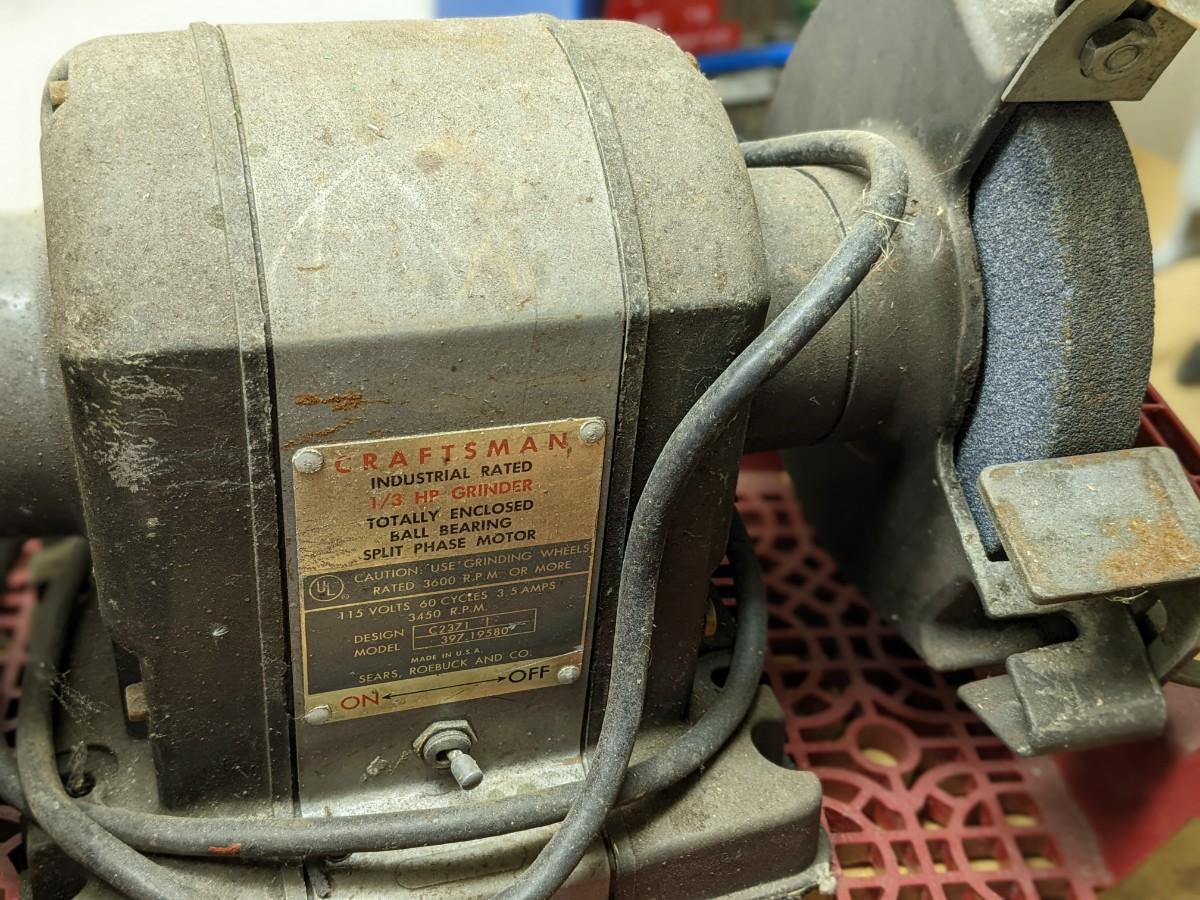 CRAFTSMAN
INDUSTRIAL RATED
1/3 HP GRINDER
TOTALLY ENCLOSED
BALL BEARING
SPLIT PHASE MOTOR
UL CAUTION: USE GRINDING WHEELS
RATED 3600 R.P.M. OR MORE
115 VOLTS 60 CYCLES 3.5 AMPS
3450 R.P.M.
DESIGN C2371
MODEL 397.19580
MADE IN U.S.A.
SEARS, ROEBUCK AND CO.
ON OFF